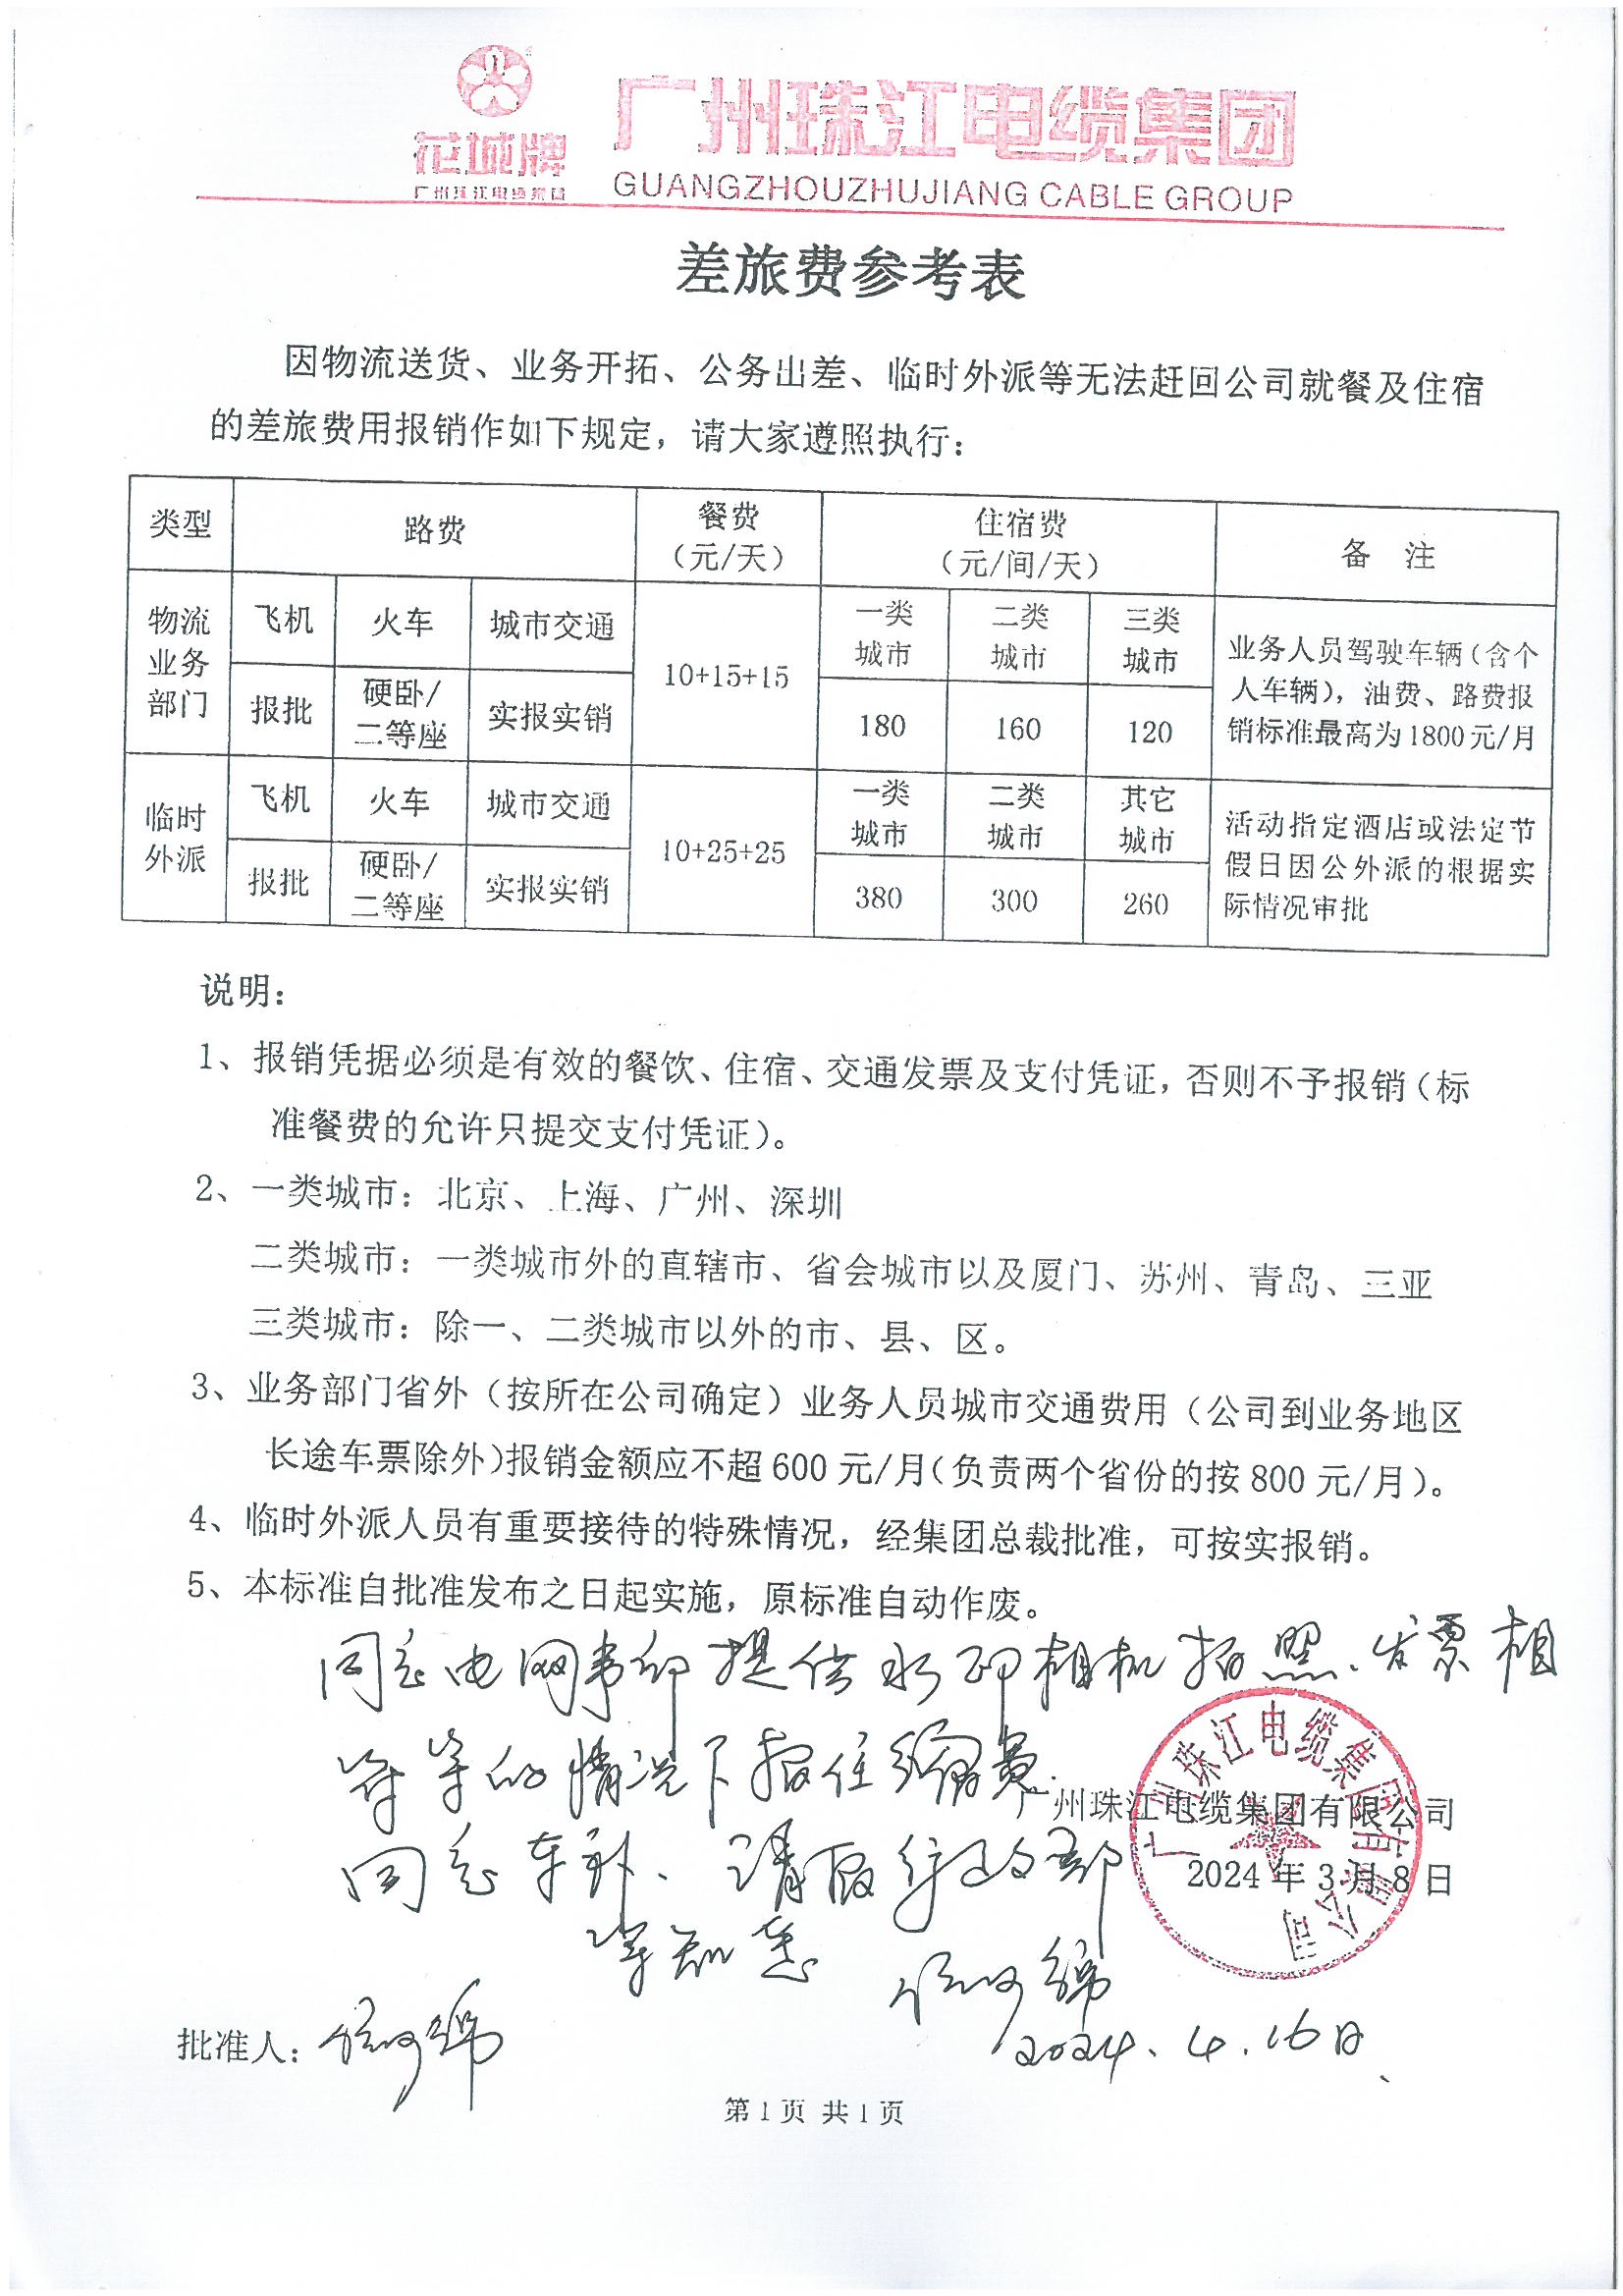 花城牌
广州珠江电缆集团
广州珠江电缆集团
GUANGZHOUZHUJIANG CABLE GROUP
差旅费参考表
因物流送货、业务开拓、公务出差、临时外派等无法赶回公司就餐及住宿
的差旅费用报销作如下规定，请大家遵照执行：
类型 路费 餐费（元/天） 住宿费（元/间/天） 备 注
物流业务部门 飞机 火车 城市交通 10+15+15 一类城市 二类城市 三类城市 业务人员驾驶车辆（含个人车辆），油费、路费报销标准最高为1800元/月
报批 硬卧/二等座 实报实销 180 160 120
临时外派 飞机 火车 城市交通 10+25+25 一类城市 二类城市 其它城市 活动指定酒店或法定节假日因公外派的根据实际情况审批
报批 硬卧/二等座 实报实销 380 300 260
说明：
1、报销凭据必须是有效的餐饮、住宿、交通发票及支付凭证，否则不予报销（标
准餐费的允许只提交支付凭证）。
2、一类城市：北京、上海、广州、深圳
二类城市：一类城市外的直辖市、省会城市以及厦门、苏州、青岛、三亚
三类城市：除一、二类城市以外的市、县、区。
3、业务部门省外（按所在公司确定）业务人员城市交通费用（公司到业务地区
长途车票除外）报销金额应不超600元/月（负责两个省份的按800元/月）。
4、临时外派人员有重要接待的特殊情况，经集团总裁批准，可按实报销。
5、本标准自批准发布之日起实施，原标准自动作废。
同意电网事部提供水印相机拍照、发票相
符等的情况下报住宿费.
广州珠江电缆集团有限公司
同意车补、请
2024年3月8日
广州珠江电缆集团有限公司
批准人：
2024.4.16日
第1页 共1页